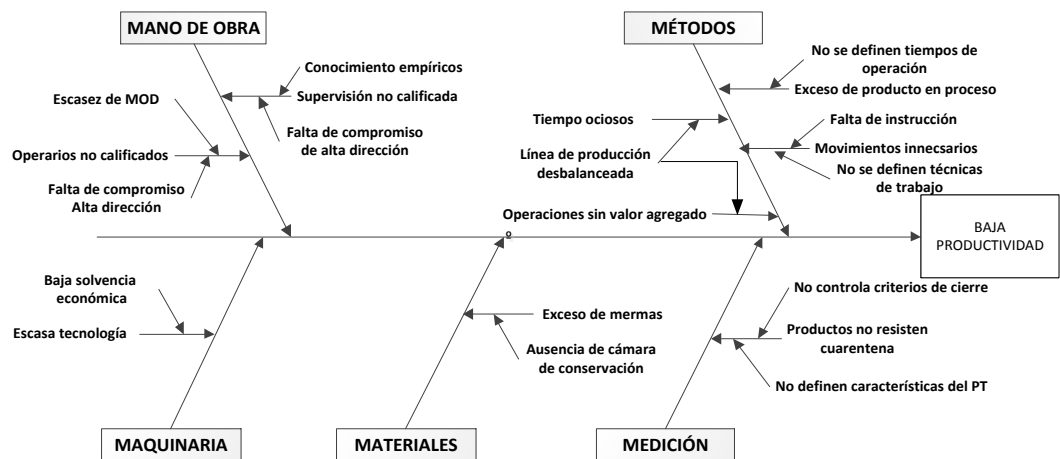 MANO DE OBRA
MÉTODOS
Conocimiento empíricos
Supervisión no calificada
Falta de compromiso
de alta dirección
Escasez de MOD
Operarios no calificados
Falta de compromiso
Alta dirección
No se definen tiempos de
operación
Exceso de producto en proceso
Tiempo ociosos
Falta de instrucción
Movimientos innecsarios
No se definen técnicas
de trabajo
Línea de producción
desbalanceada
Operaciones sin valor agregado
BAJA
PRODUCTIVIDAD
º
Baja solvencia
económica
Escasa tecnología
Exceso de mermas
Ausencia de cámara
de conservación
No controla criterios de cierre
Productos no resisten
cuarentena
No definen características del PT
MAQUINARIA
MATERIALES
MEDICIÓN